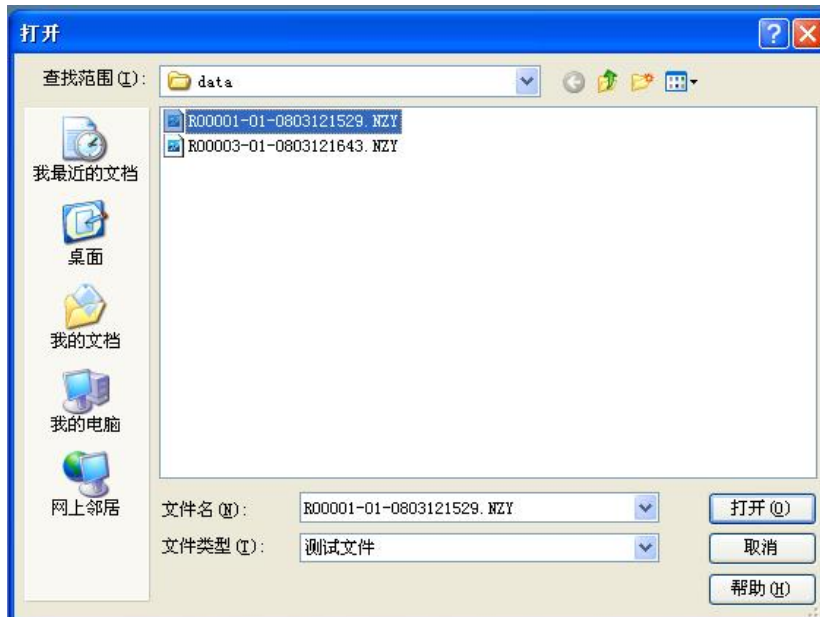 打开
查找范围(I):
data
R00001-01-0803121529.NZY
R00003-01-0803121643.NZY
我最近的文档
桌面
我的文档
我的电脑
网上邻居
文件名(N):
R00001-01-0803121529.NZY
打开(O)
文件类型(T):
测试文件
取消
帮助(H)